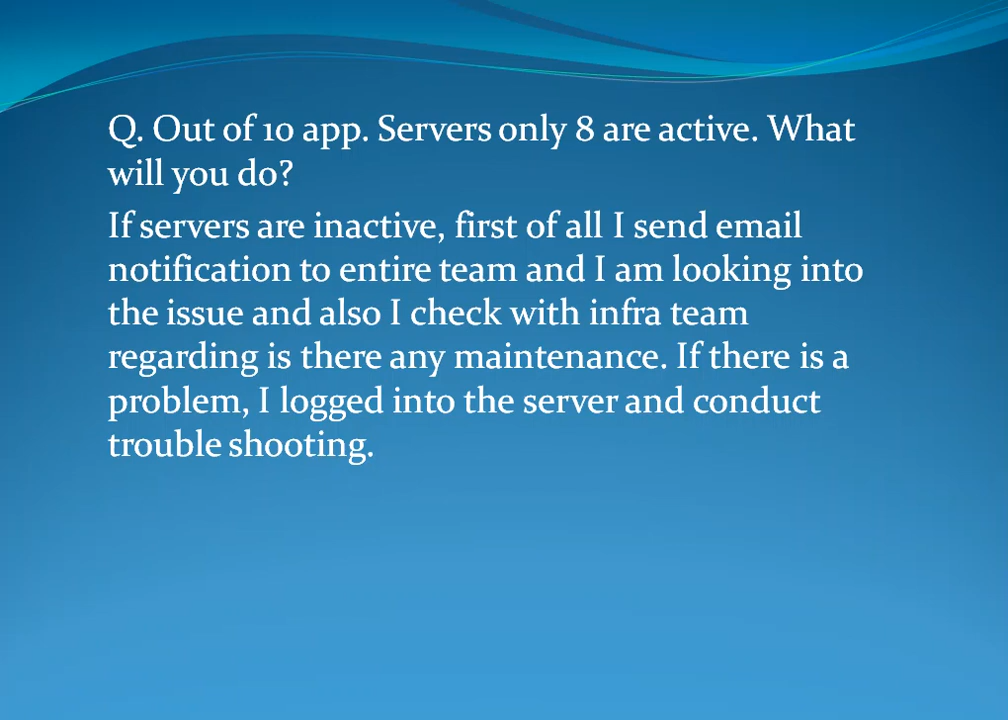 Q. Out of 10 app. Servers only 8 are active. What
will you do?
If servers are inactive, first of all I send email
notification to entire team and I am looking into
the issue and also I check with infra team
regarding is there any maintenance. If there is a
problem, I logged into the server and conduct
trouble shooting.